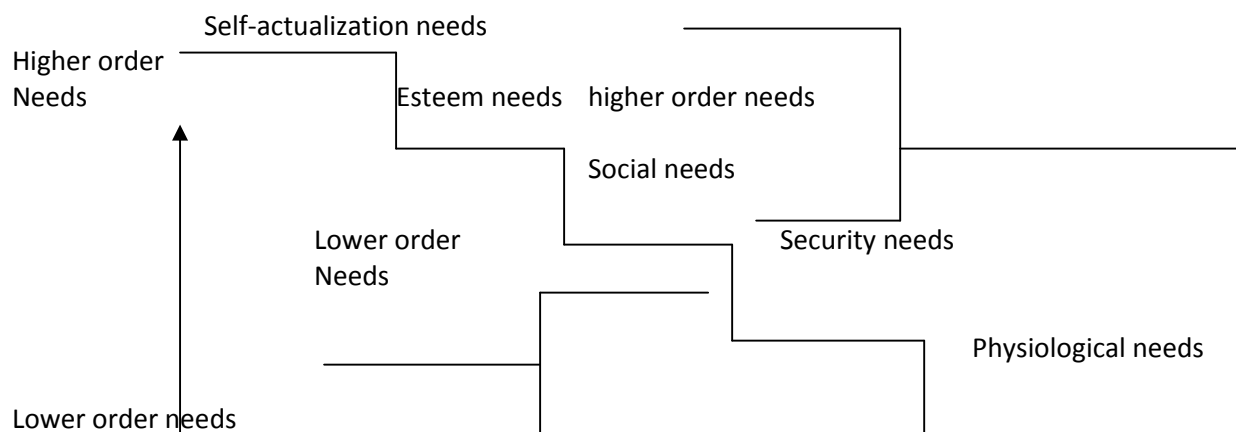 Self-actualization needs
Higher order
Needs
Esteem needs higher order needs
Social needs
Lower order
Needs
Security needs
Physiological needs
Lower order needs